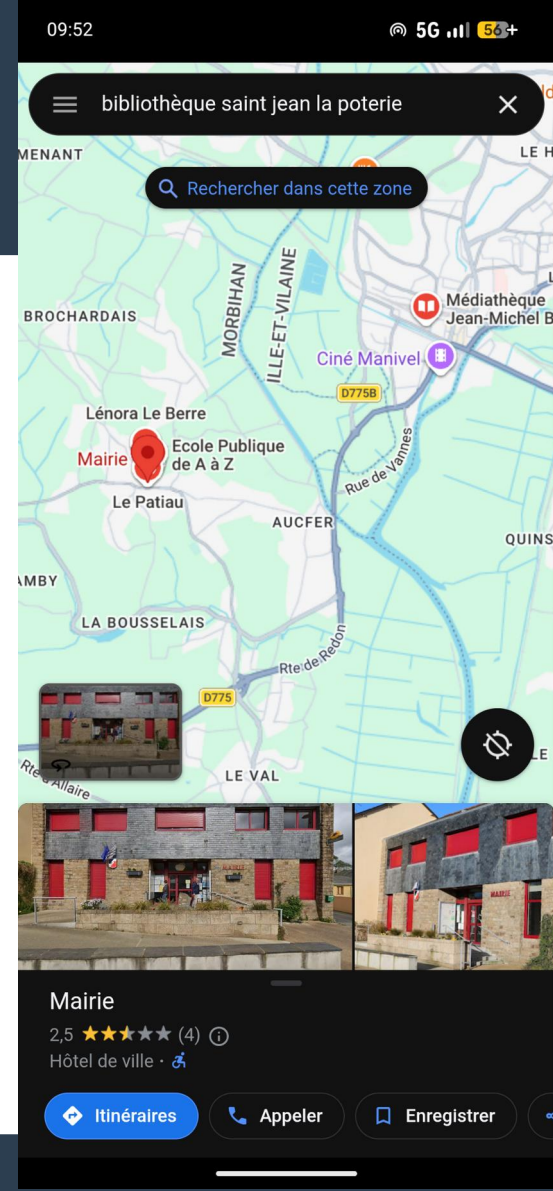 09:52
5G 56+
bibliothèque saint jean la poterie
MENANT
LE H
Rechercher dans cette zone
MORBIHAN
ILLE-ET-VILAINE
BROCHARDAIS
Médiathèque
Jean-Michel B
Ciné Manivel
D775B
Lénora Le Berre
Mairie
Ecole Publique
de A à Z
Rue de Vannes
Le Patiau
AUCFER
QUINS
AMBY
LA BOUSSELAIS
Rte de Redon
D775
Rte d'Allaire
LE VAL
LE
MAIRIE
MAIRIE
Mairie
2,5 (4)
Hôtel de ville ·
Itinéraires
Appeler
Enregistrer